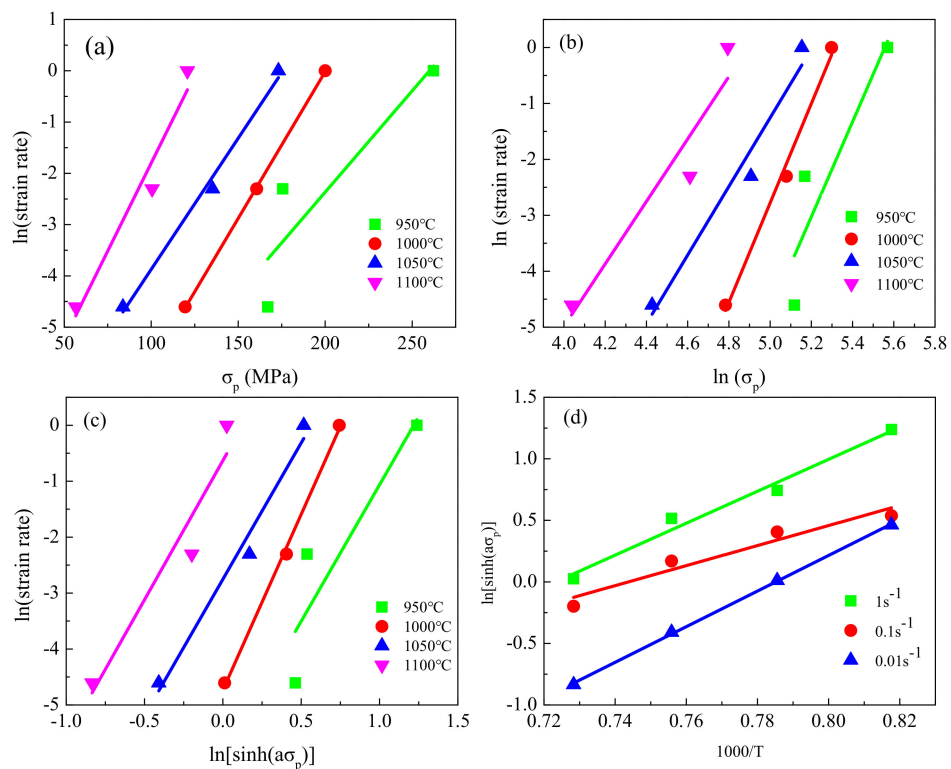 (a)
1
0
-1
-2
-3
-4
-5
ln(strain rate)
950℃
1000℃
1050℃
1100℃
50 100 150 200 250
σp (MPa)
(b)
0
-1
-2
-3
-4
-5
ln (strain rate)
950℃
1000℃
1050℃
1100℃
4.0 4.2 4.4 4.6 4.8 5.0 5.2 5.4 5.6 5.8
ln (σp)
(c)
0
-1
-2
-3
-4
-5
ln(strain rate)
950℃
1000℃
1050℃
1100℃
-1.0 -0.5 0.0 0.5 1.0 1.5
ln[sinh(aσp)]
(d)
1.0
0.5
0.0
-0.5
-1.0
ln[sinh(aσp)]
1s-1
0.1s-1
0.01s-1
0.72 0.74 0.76 0.78 0.80 0.82
1000/T